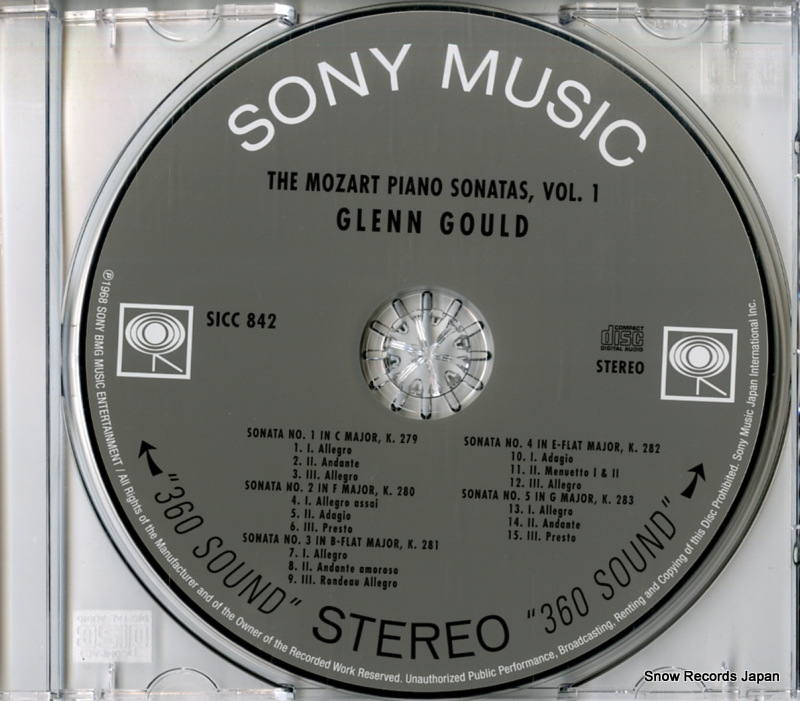 SONY MUSIC
THE MOZART PIANO SONATAS, VOL. 1
GLENN GOULD
SICC 842
COMPACT
disc
DIGITAL AUDIO
STEREO
SONATA NO. 1 IN C MAJOR, K. 279
1. I. Allegro
2. II. Andante
3. III. Allegro
SONATA NO. 2 IN F MAJOR, K. 280
4. I. Allegro assai
5. II. Adagio
6. III. Presto
SONATA NO. 3 IN B-FLAT MAJOR, K. 281
7. I. Allegro
8. II. Andante amoroso
9. III. Rondeau Allegro
SONATA NO. 4 IN E-FLAT MAJOR, K. 282
10. I. Adagio
11. II. Menuetto I & II
12. III. Allegro
SONATA NO. 5 IN G MAJOR, K. 283
13. I. Allegro
14. II. Andante
15. III. Presto
"360 SOUND" STEREO "360 SOUND"
℗1968 SONY BMG MUSIC ENTERTAINMENT / All Rights of the Manufacturer and of the Owner of the Recorded Work Reserved. Unauthorized Public Performance, Broadcasting, Renting and Copying of this Disc Prohibited. Sony Music Japan International Inc.
Snow Records Japan